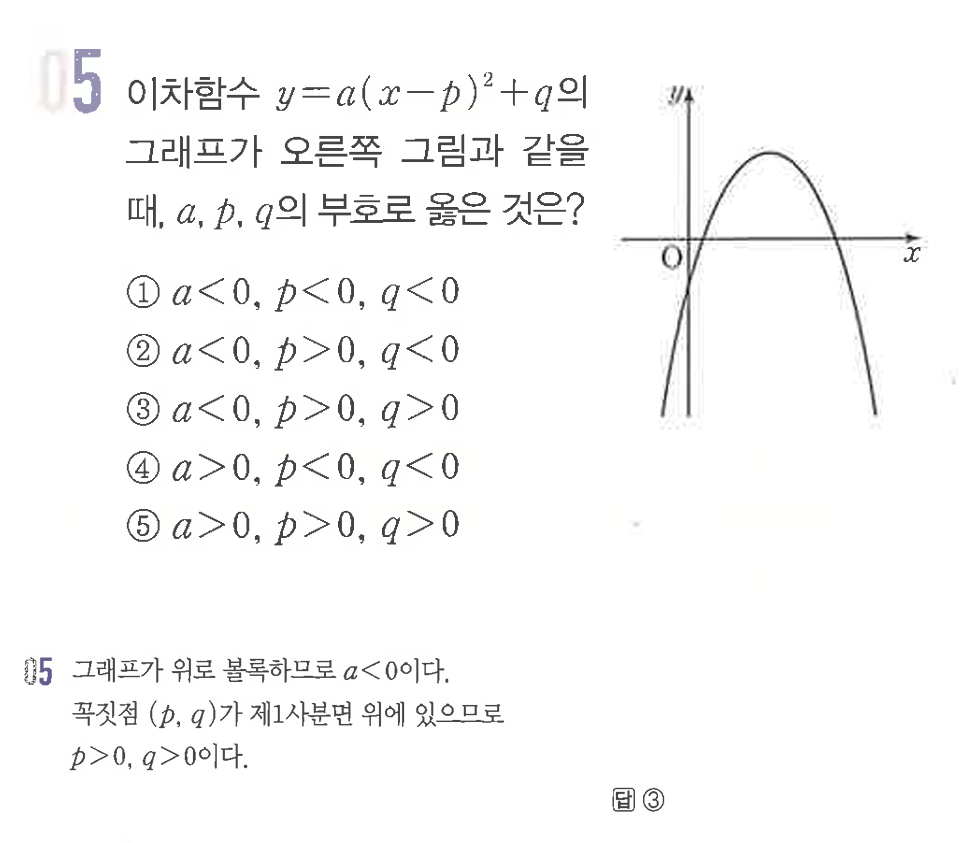 05
이차함수 y=a(x-p)²+q의
그래프가 오른쪽 그림과 같을
때, a, p, q의 부호로 옳은 것은?
① a<0, p<0, q<0
② a<0, p>0, q<0
③ a<0, p>0, q>0
④ a>0, p<0, q<0
⑤ a>0, p>0, q>0
y
O
x
05 그래프가 위로 볼록하므로 a<0이다.
꼭짓점 (p, q)가 제1사분면 위에 있으므로
p>0, q>0이다.
답 ③